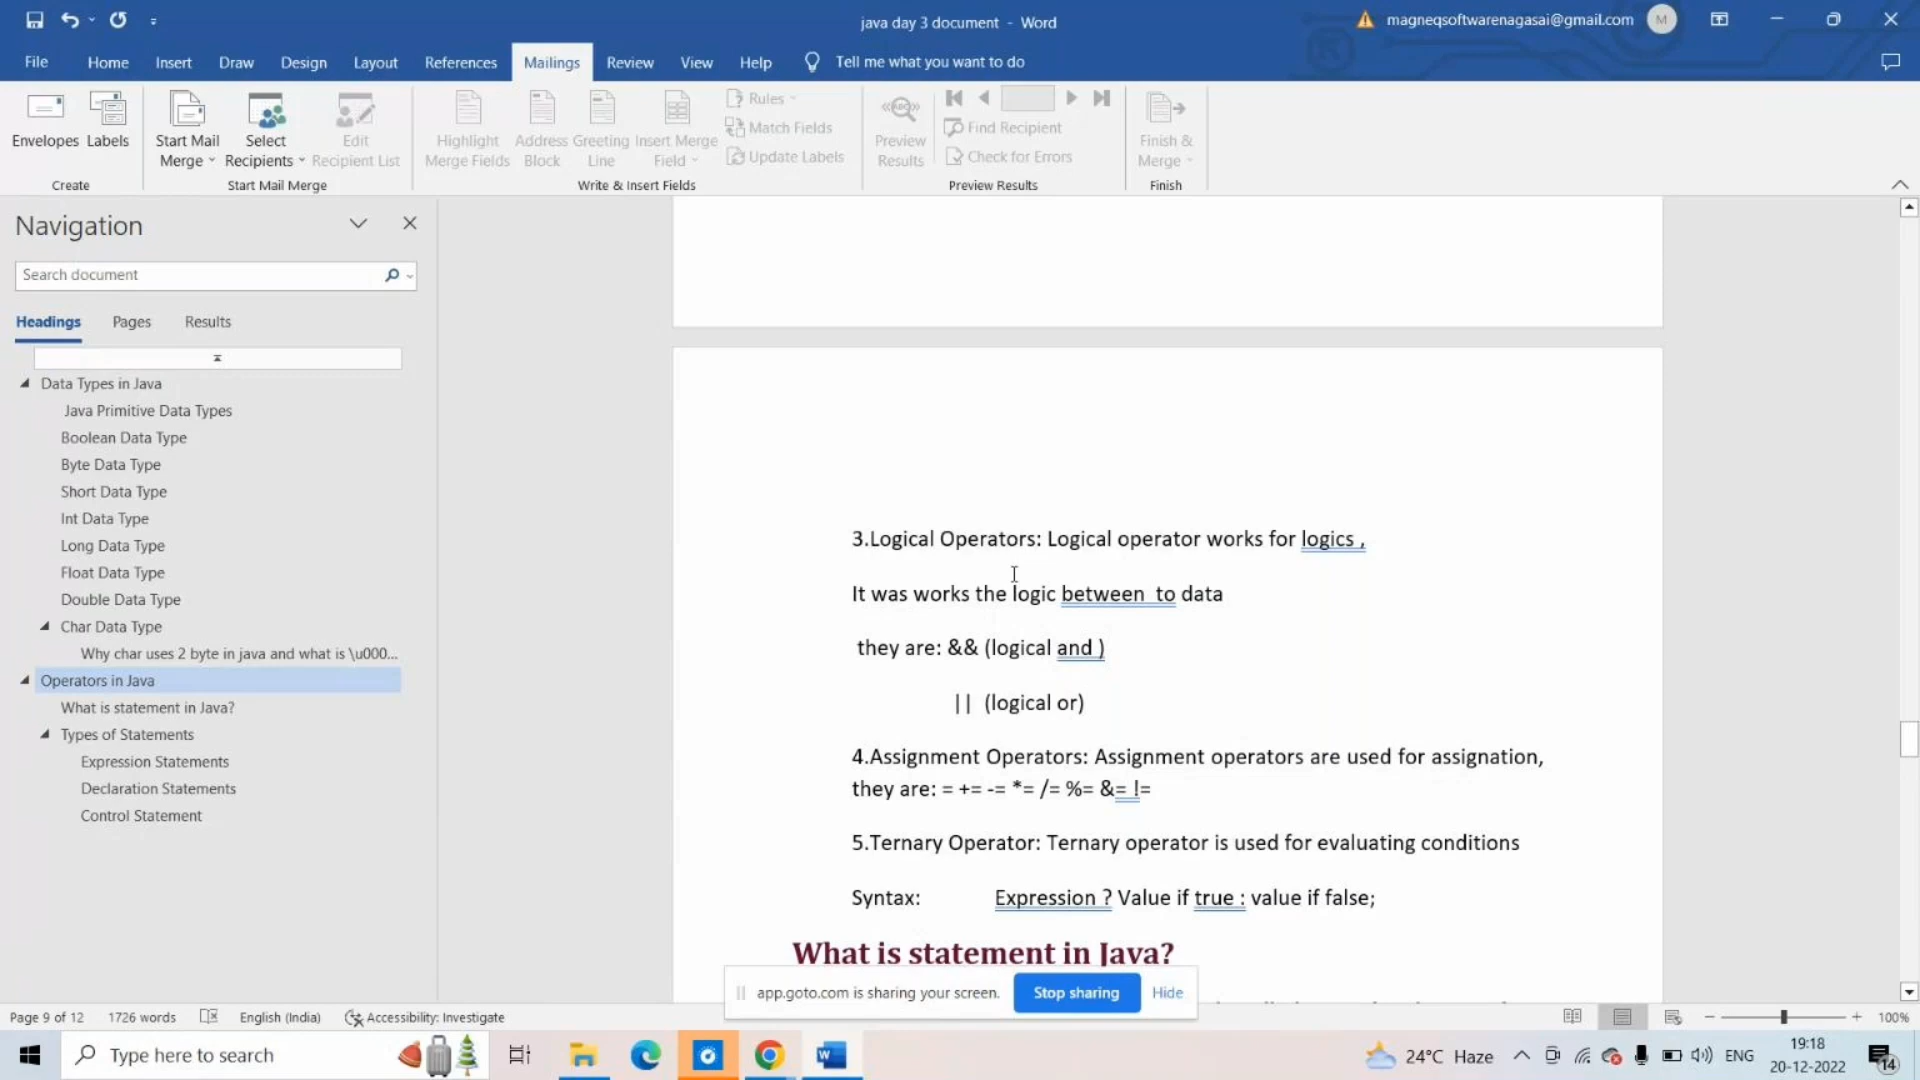 java day 3 document - Word
magneqsoftwarenagasai@gmail.com
M
File Home Insert Draw Design Layout References Mailings Review View Help Tell me what you want to do
Envelopes
Labels
Start Mail Merge
Select Recipients
Edit Recipient List
Highlight Merge Fields
Address Block
Greeting Line
Insert Merge Field
Rules
Match Fields
Update Labels
Preview Results
Find Recipient
Check for Errors
Finish & Merge
Create
Start Mail Merge
Write & Insert Fields
Preview Results
Finish
Navigation
Search document
Headings Pages Results
Data Types in Java
Java Primitive Data Types
Boolean Data Type
Byte Data Type
Short Data Type
Int Data Type
Long Data Type
Float Data Type
Double Data Type
Char Data Type
Why char uses 2 byte in java and what is \u000...
Operators in Java
What is statement in Java?
Types of Statements
Expression Statements
Declaration Statements
Control Statement
3.Logical Operators: Logical operator works for logics ,
It was works the logic between  to data
they are: && (logical and )
|| (logical or)
4.Assignment Operators: Assignment operators are used for assignation,
they are: = += -= *= /= %= &= !=
5.Ternary Operator: Ternary operator is used for evaluating conditions
Syntax: Expression ? Value if true : value if false;
What is statement in Java?
app.goto.com is sharing your screen.
Stop sharing
Hide
Page 9 of 12 1726 words English (India) Accessibility: Investigate
100%
Type here to search
24°C Haze
ENG
19:18
20-12-2022
14